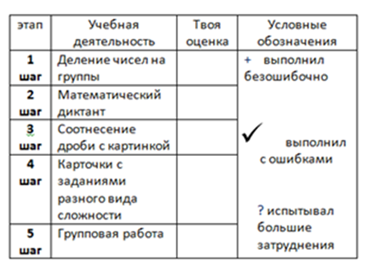 этап Учебная деятельность Твоя оценка Условные обозначения
1 шаг Деление чисел на группы
2 шаг Математический диктант
3 шаг Соотнесение дроби с картинкой
4 шаг Карточки с заданиями разного вида сложности
5 шаг Групповая работа
+ выполнил безошибочно
✓ выполнил с ошибками
? испытывал большие затруднения